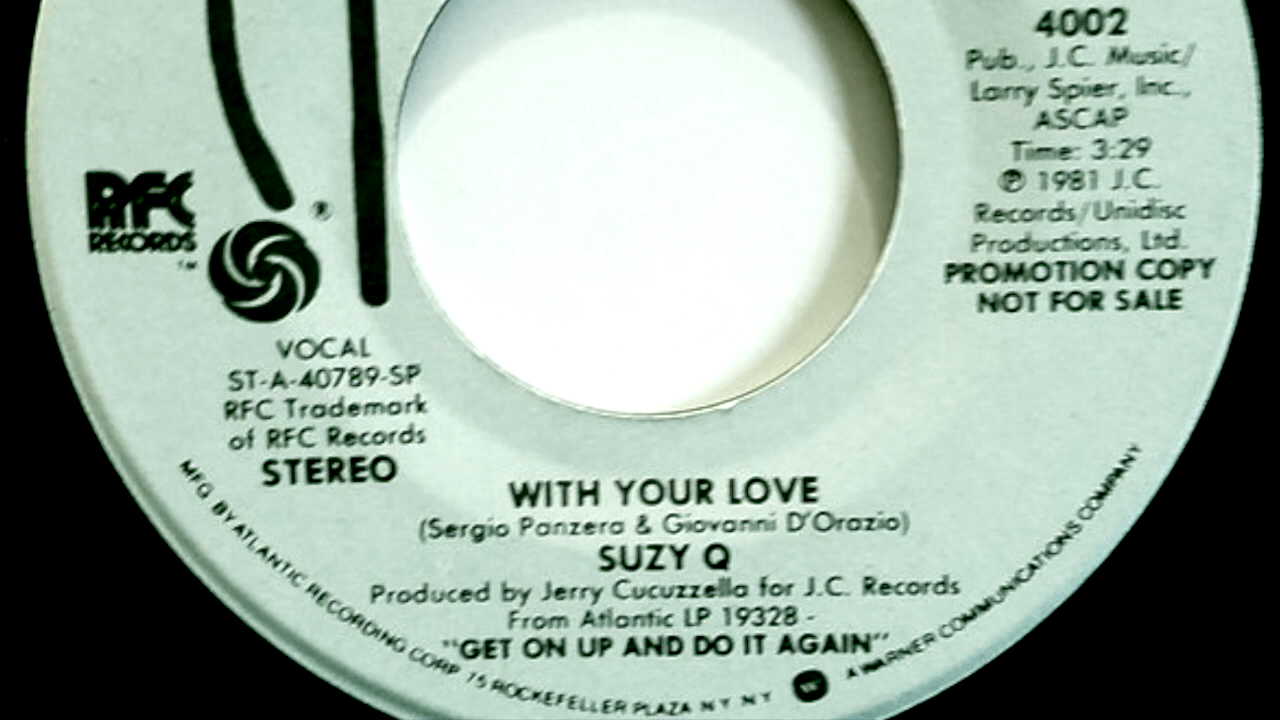 RFC
RECORDS
TM
®
VOCAL
ST-A-40789-SP
RFC Trademark
of RFC Records
STEREO
4002
Pub., J.C. Music/
Larry Spier, Inc.,
ASCAP
Time: 3:29
℗ 1981 J.C.
Records/Unidisc
Productions, Ltd.
PROMOTION COPY
NOT FOR SALE
WITH YOUR LOVE
(Sergio Panzera & Giovanni D'Orazio)
SUZY Q
Produced by Jerry Cucuzzella for J.C. Records
From Atlantic LP 19328 -
"GET ON UP AND DO IT AGAIN"
MFG. BY ATLANTIC RECORDING CORP 75 ROCKEFELLER PLAZA NY NY W A WARNER COMMUNICATIONS COMPANY